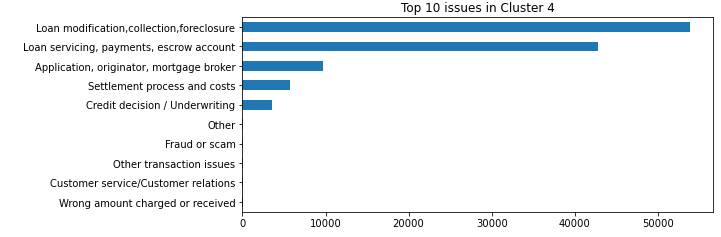 Top 10 issues in Cluster 4
Loan modification,collection,foreclosure
Loan servicing, payments, escrow account
Application, originator, mortgage broker
Settlement process and costs
Credit decision / Underwriting
Other
Fraud or scam
Other transaction issues
Customer service/Customer relations
Wrong amount charged or received
0 10000 20000 30000 40000 50000